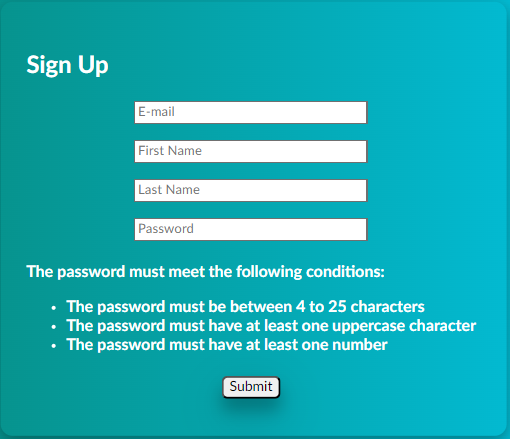 Sign Up
E-mail
First Name
Last Name
Password
The password must meet the following conditions:
• The password must be between 4 to 25 characters
• The password must have at least one uppercase character
• The password must have at least one number
Submit